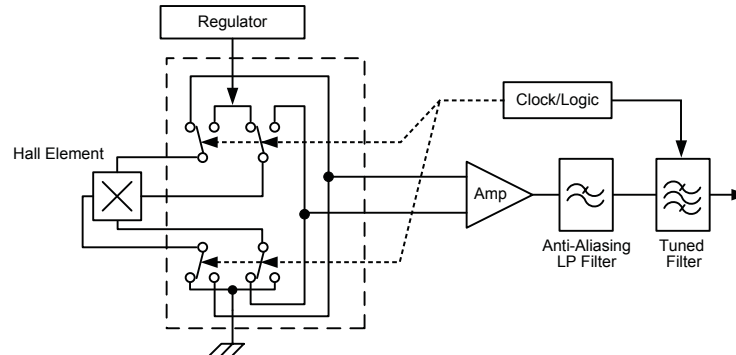 Regulator
Clock/Logic
Hall Element
Amp
Anti-Aliasing
LP Filter
Tuned
Filter